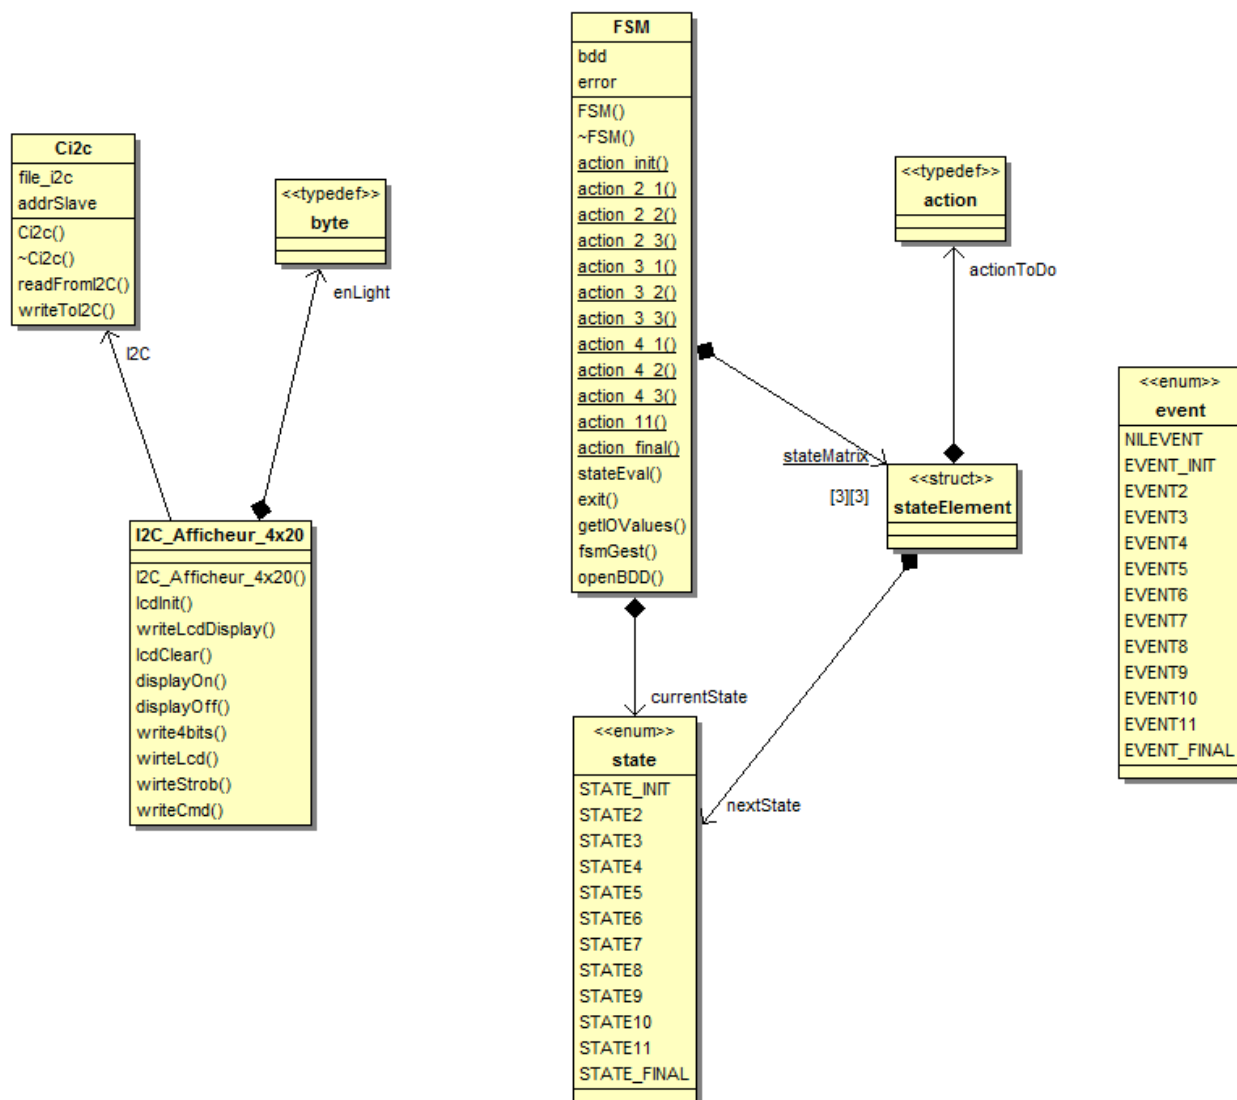 FSM
bdd
error
FSM()
~FSM()
action_init()
action_2_1()
action_2_2()
action_2_3()
action_3_1()
action_3_2()
action_3_3()
action_4_1()
action_4_2()
action_4_3()
action_11()
action_final()
stateEval()
exit()
getIOValues()
fsmGest()
openBDD()
Ci2c
file_i2c
addrSlave
Ci2c()
~Ci2c()
readFromI2C()
writeToI2C()
<<typedef>>
byte
enLight
I2C
<<typedef>>
action
actionToDo
stateMatrix
[3][3]
<<struct>>
stateElement
<<enum>>
event
NILEVENT
EVENT_INIT
EVENT2
EVENT3
EVENT4
EVENT5
EVENT6
EVENT7
EVENT8
EVENT9
EVENT10
EVENT11
EVENT_FINAL
I2C_Afficheur_4x20
I2C_Afficheur_4x20()
lcdInit()
writeLcdDisplay()
lcdClear()
displayOn()
displayOff()
write4bits()
wirteLcd()
wirteStrob()
writeCmd()
currentState
nextState
<<enum>>
state
STATE_INIT
STATE2
STATE3
STATE4
STATE5
STATE6
STATE7
STATE8
STATE9
STATE10
STATE11
STATE_FINAL